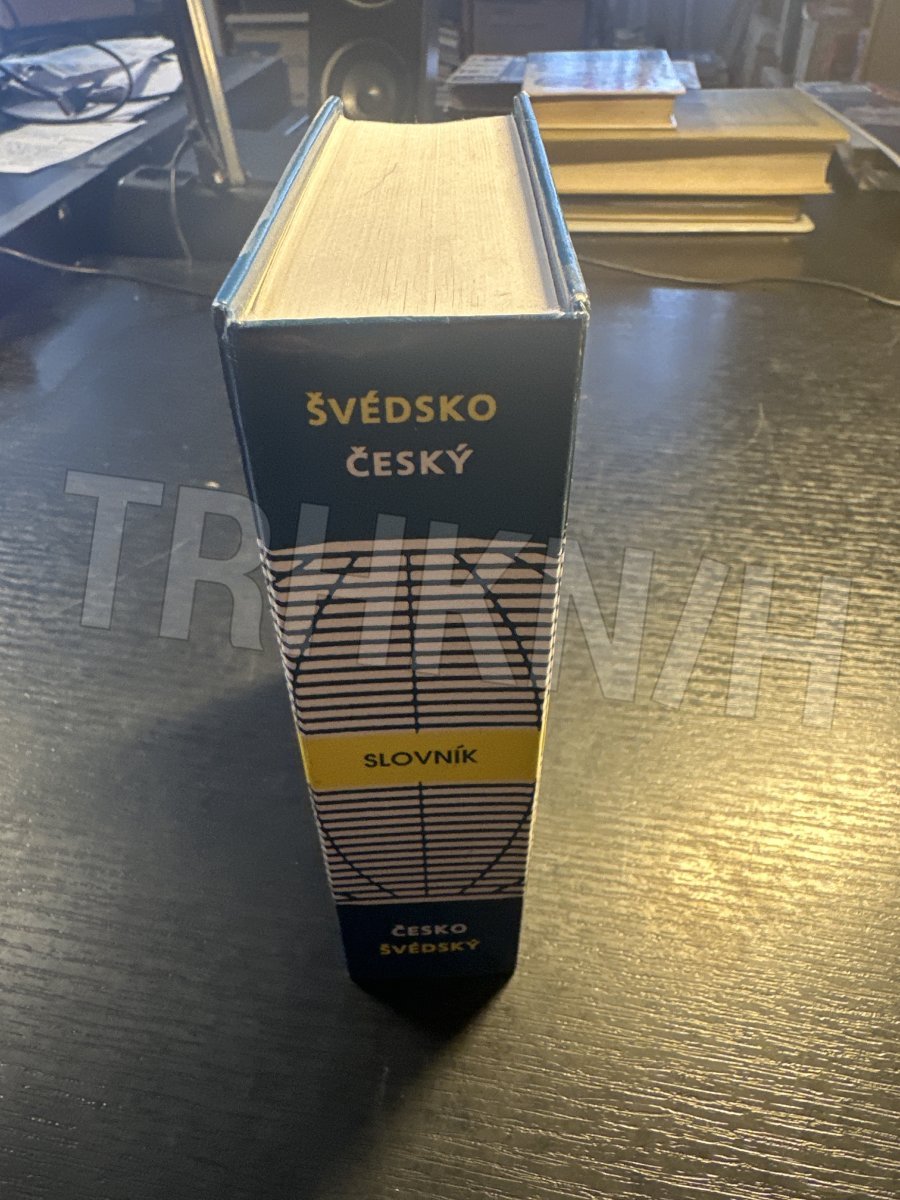 ŠVÉDSKO
ČESKÝ
TRHKNIH
SLOVNÍK
ČESKO
ŠVÉDSKÝ